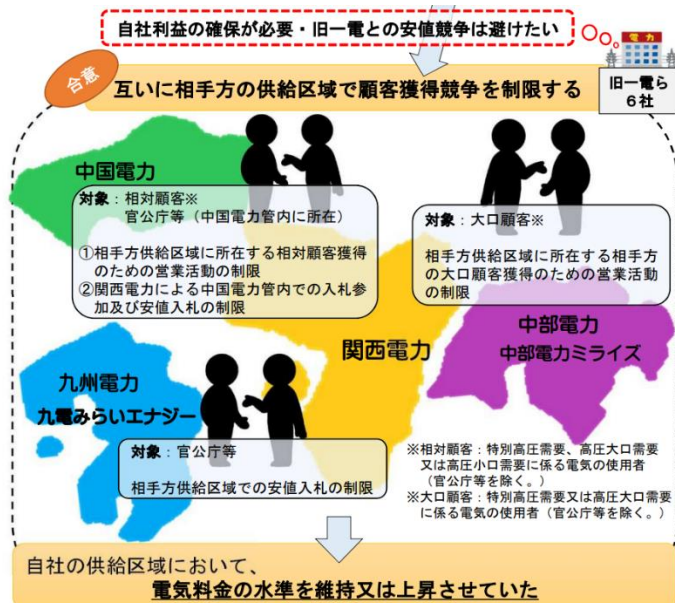 自社利益の確保が必要・旧一電との安値競争は避けたい
電力
合意
互いに相手方の供給区域で顧客獲得競争を制限する
旧一電ら
6社
中国電力
対象：相対顧客※
官公庁等（中国電力管内に所在）
①相手方供給区域に所在する相対顧客獲得
のための営業活動の制限
②関西電力による中国電力管内での入札参
加及び安値入札の制限
対象：大口顧客※
相手方供給区域に所在する相手方
の大口顧客獲得のための営業活動
の制限
関西電力
中部電力
中部電力ミライズ
九州電力
九電みらいエナジー
対象：官公庁等
相手方供給区域での安値入札の制限
※相対顧客：特別高圧需要、高圧大口需要
又は高圧小口需要に係る電気の使用者
（官公庁等を除く。）
※大口顧客：特別高圧需要又は高圧大口需要
に係る電気の使用者（官公庁等を除く。）
自社の供給区域において、
電気料金の水準を維持又は上昇させていた